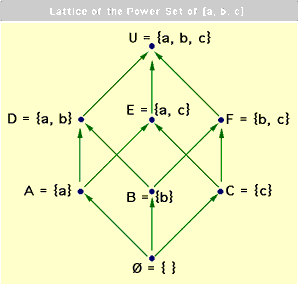 Lattice of the Power Set of {a, b, c}
U = {a, b, c}
D = {a, b}
E = {a, c}
F = {b, c}
A = {a}
B = {b}
C = {c}
Ø = { }